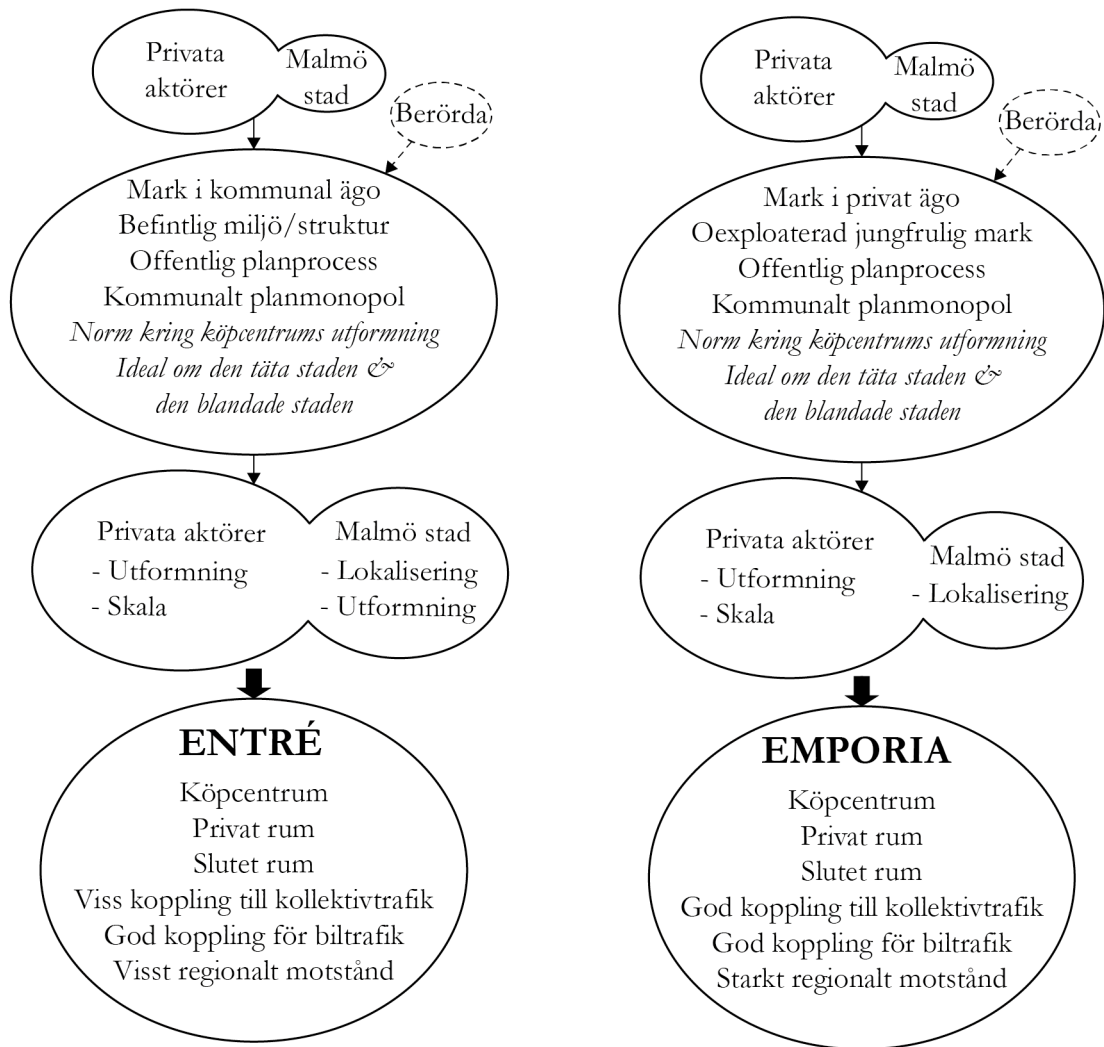 Privata
aktörer
Malmö
stad
Berörda
Mark i kommunal ägo
Befintlig miljö/struktur
Offentlig planprocess
Kommunalt planmonopol
Norm kring köpcentrums utformning
Ideal om den täta staden &
den blandade staden
Privata aktörer
- Utformning
- Skala
Malmö stad
- Lokalisering
- Utformning
ENTRÉ
Köpcentrum
Privat rum
Slutet rum
Viss koppling till kollektivtrafik
God koppling för biltrafik
Visst regionalt motstånd
Privata
aktörer
Malmö
stad
Berörda
Mark i privat ägo
Oexploaterad jungfrulig mark
Offentlig planprocess
Kommunalt planmonopol
Norm kring köpcentrums utformning
Ideal om den täta staden &
den blandade staden
Privata aktörer
- Utformning
- Skala
Malmö stad
- Lokalisering
EMPORIA
Köpcentrum
Privat rum
Slutet rum
God koppling till kollektivtrafik
God koppling för biltrafik
Starkt regionalt motstånd